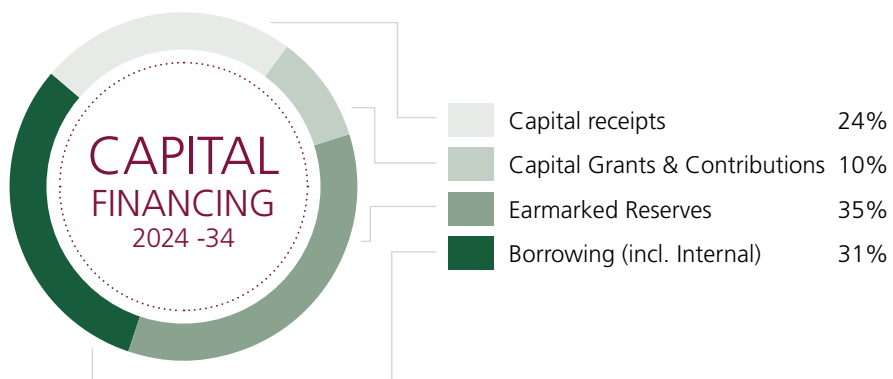 CAPITAL
FINANCING
2024 -34
Capital receipts 24%
Capital Grants & Contributions 10%
Earmarked Reserves 35%
Borrowing (incl. Internal) 31%